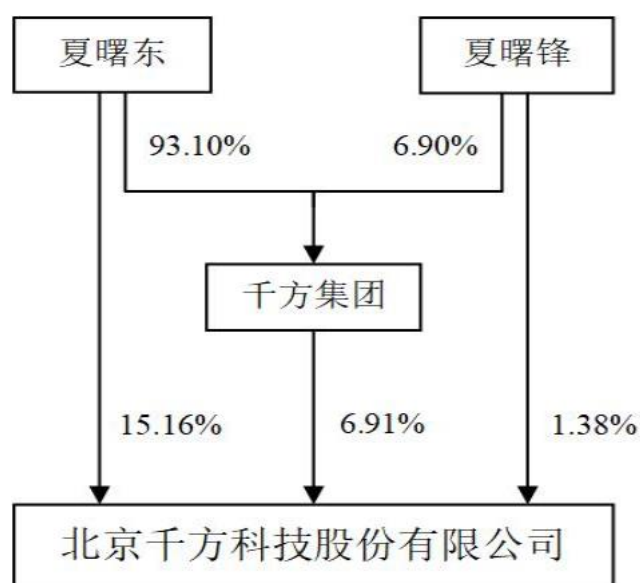 夏曙东
夏曙锋
93.10%
6.90%
千方集团
15.16%
6.91%
1.38%
北京千方科技股份有限公司